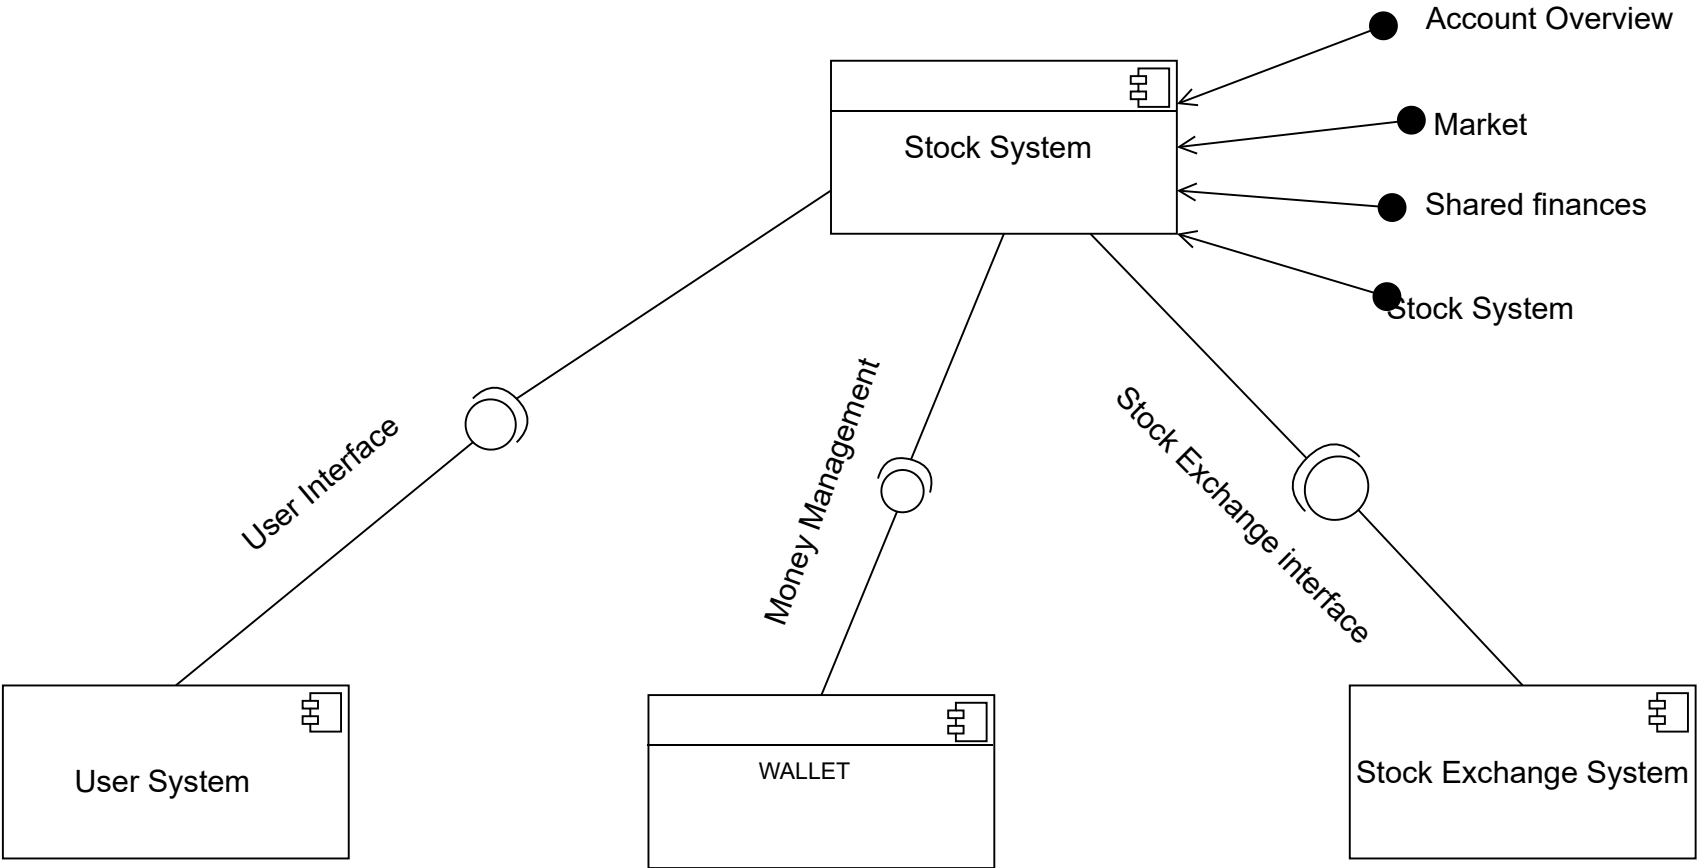 Account Overview
Market
Stock System
Shared finances
Stock System
User Interface
Money Management
Stock Exchange interface
User System
WALLET
Stock Exchange System